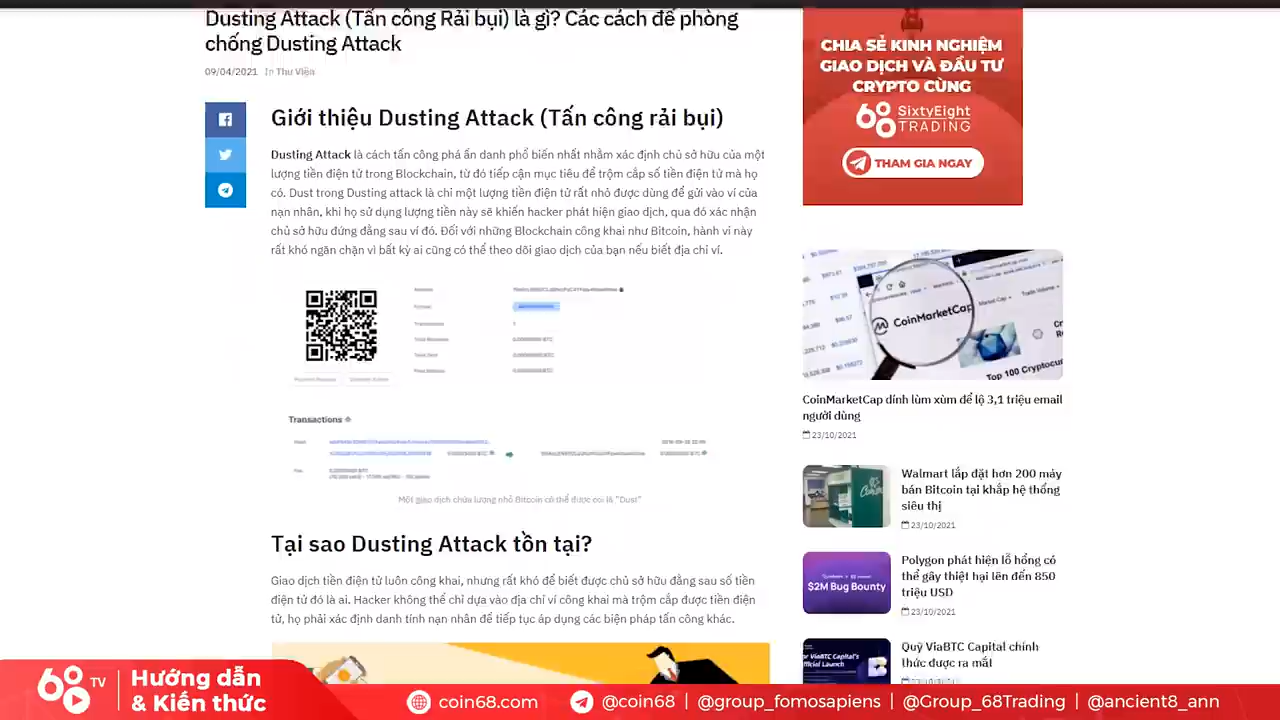 Dusting Attack (Tấn công Rải bụi) là gì? Các cách để phòng
chống Dusting Attack
09/04/2021 In Thư Viện
Giới thiệu Dusting Attack (Tấn công rải bụi)
Dusting Attack là cách tấn công phá ẩn danh phổ biến nhất nhằm xác định chủ sở hữu của một
lượng tiền điện tử trong Blockchain, từ đó tiếp cận mục tiêu để trộm cắp số tiền điện tử mà họ
có. Dust trong Dusting attack là chỉ một lượng tiền điện tử rất nhỏ được dùng để gửi vào ví của
nạn nhân, khi họ sử dụng lượng tiền này sẽ khiến hacker phát hiện giao dịch, qua đó xác nhận
chủ sở hữu đứng đằng sau ví đó. Đối với những Blockchain công khai như Bitcoin, hành vi này
rất khó ngăn chặn vì bất kỳ ai cũng có thể theo dõi giao dịch của bạn nếu biết địa chỉ ví.
Transactions
Một giao dịch chứa lượng nhỏ Bitcoin có thể được coi là "Dust"
Tại sao Dusting Attack tồn tại?
Giao dịch tiền điện tử luôn công khai, nhưng rất khó để biết được chủ sở hữu đằng sau số tiền
điện tử đó là ai. Hacker không thể chỉ dựa vào địa chỉ ví công khai mà trộm cắp được tiền điện
tử, họ phải xác định danh tính nạn nhân để tiếp tục áp dụng các biện pháp tấn công khác.
CHIA SẺ KINH NGHIỆM
GIAO DỊCH VÀ ĐẦU TƯ
CRYPTO CÙNG
68 SixtyEight
TRADING
THAM GIA NGAY
CoinMarketCap
Top 100 Cryptocu
CoinMarketCap dính lùm xùm để lộ 3,1 triệu email
người dùng
23/10/2021
Walmart lắp đặt hơn 200 máy
bán Bitcoin tại khắp hệ thống
siêu thị
23/10/2021
$2M Bug Bounty
Polygon phát hiện lỗ hổng có
thể gây thiệt hại lên đến 850
triệu USD
23/10/2021
or ViaBTC Capital's
fficial Launch
Quỹ ViaBTC Capital chính
thức được ra mắt
68 TV
Hướng dẫn
& Kiến thức
coin68.com
@coin68 | @group_fomosapiens | @Group_68Trading | @ancient8_ann